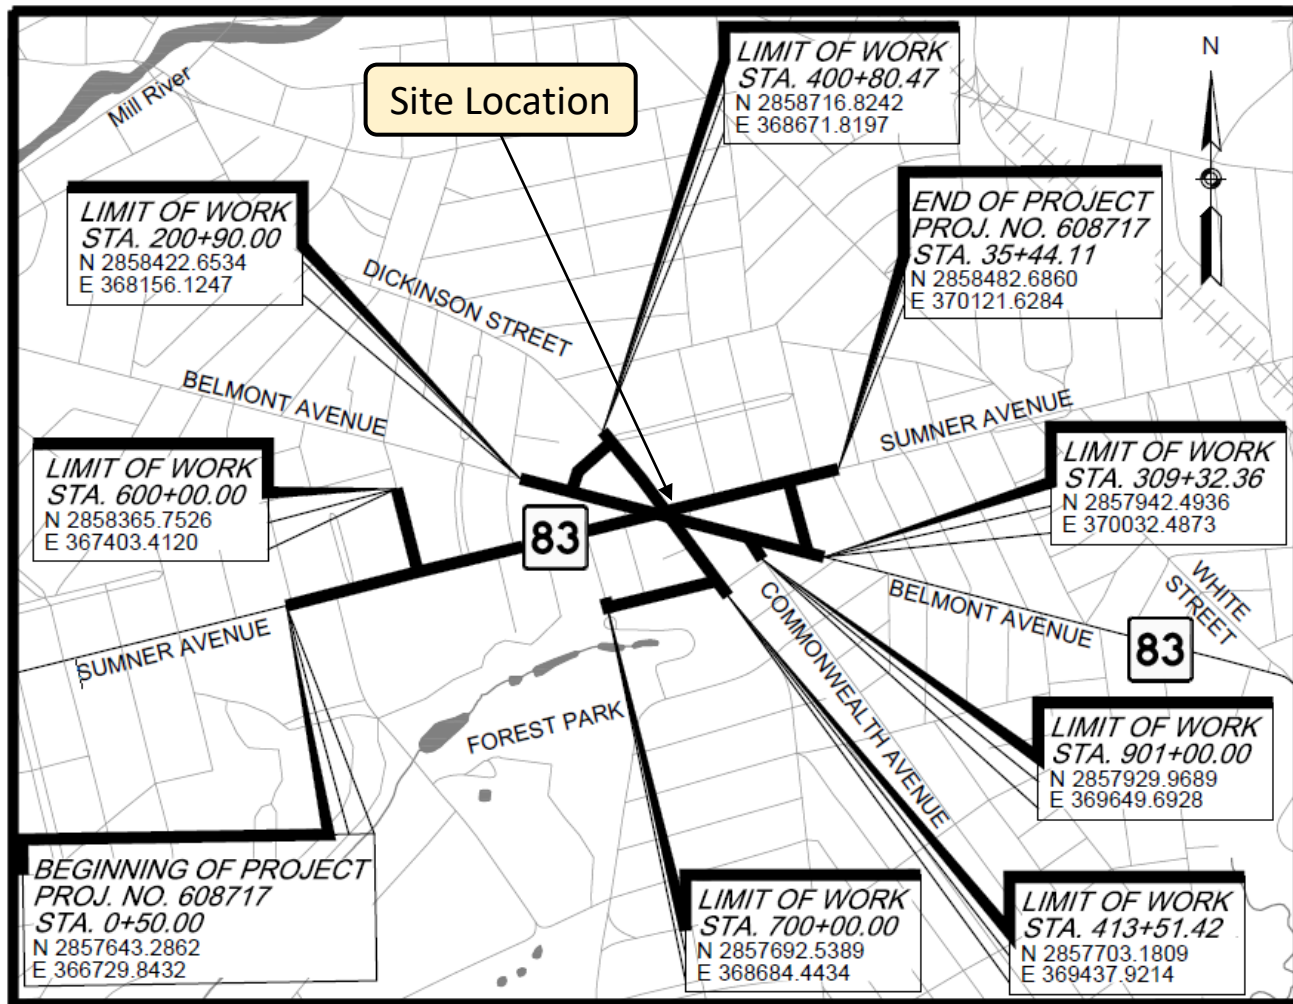 LIMIT OF WORK
STA. 400+80.47
N 2858716.8242
E 368671.8197
N
Site Location
Mill River
LIMIT OF WORK
STA. 200+90.00
N 2858422.6534
E 368156.1247
END OF PROJECT
PROJ. NO. 608717
STA. 35+44.11
N 2858482.6860
E 370121.6284
DICKINSON STREET
BELMONT AVENUE
SUMNER AVENUE
LIMIT OF WORK
STA. 600+00.00
N 2858365.7526
E 367403.4120
LIMIT OF WORK
STA. 309+32.36
N 2857942.4936
E 370032.4873
83
WHITE
STREET
BELMONT AVENUE
83
SUMNER AVENUE
COMMONWEALTH AVENUE
FOREST PARK
LIMIT OF WORK
STA. 901+00.00
N 2857929.9689
E 369649.6928
BEGINNING OF PROJECT
PROJ. NO. 608717
STA. 0+50.00
N 2857643.2862
E 366729.8432
LIMIT OF WORK
STA. 700+00.00
N 2857692.5389
E 368684.4434
LIMIT OF WORK
STA. 413+51.42
N 2857703.1809
E 369437.9214